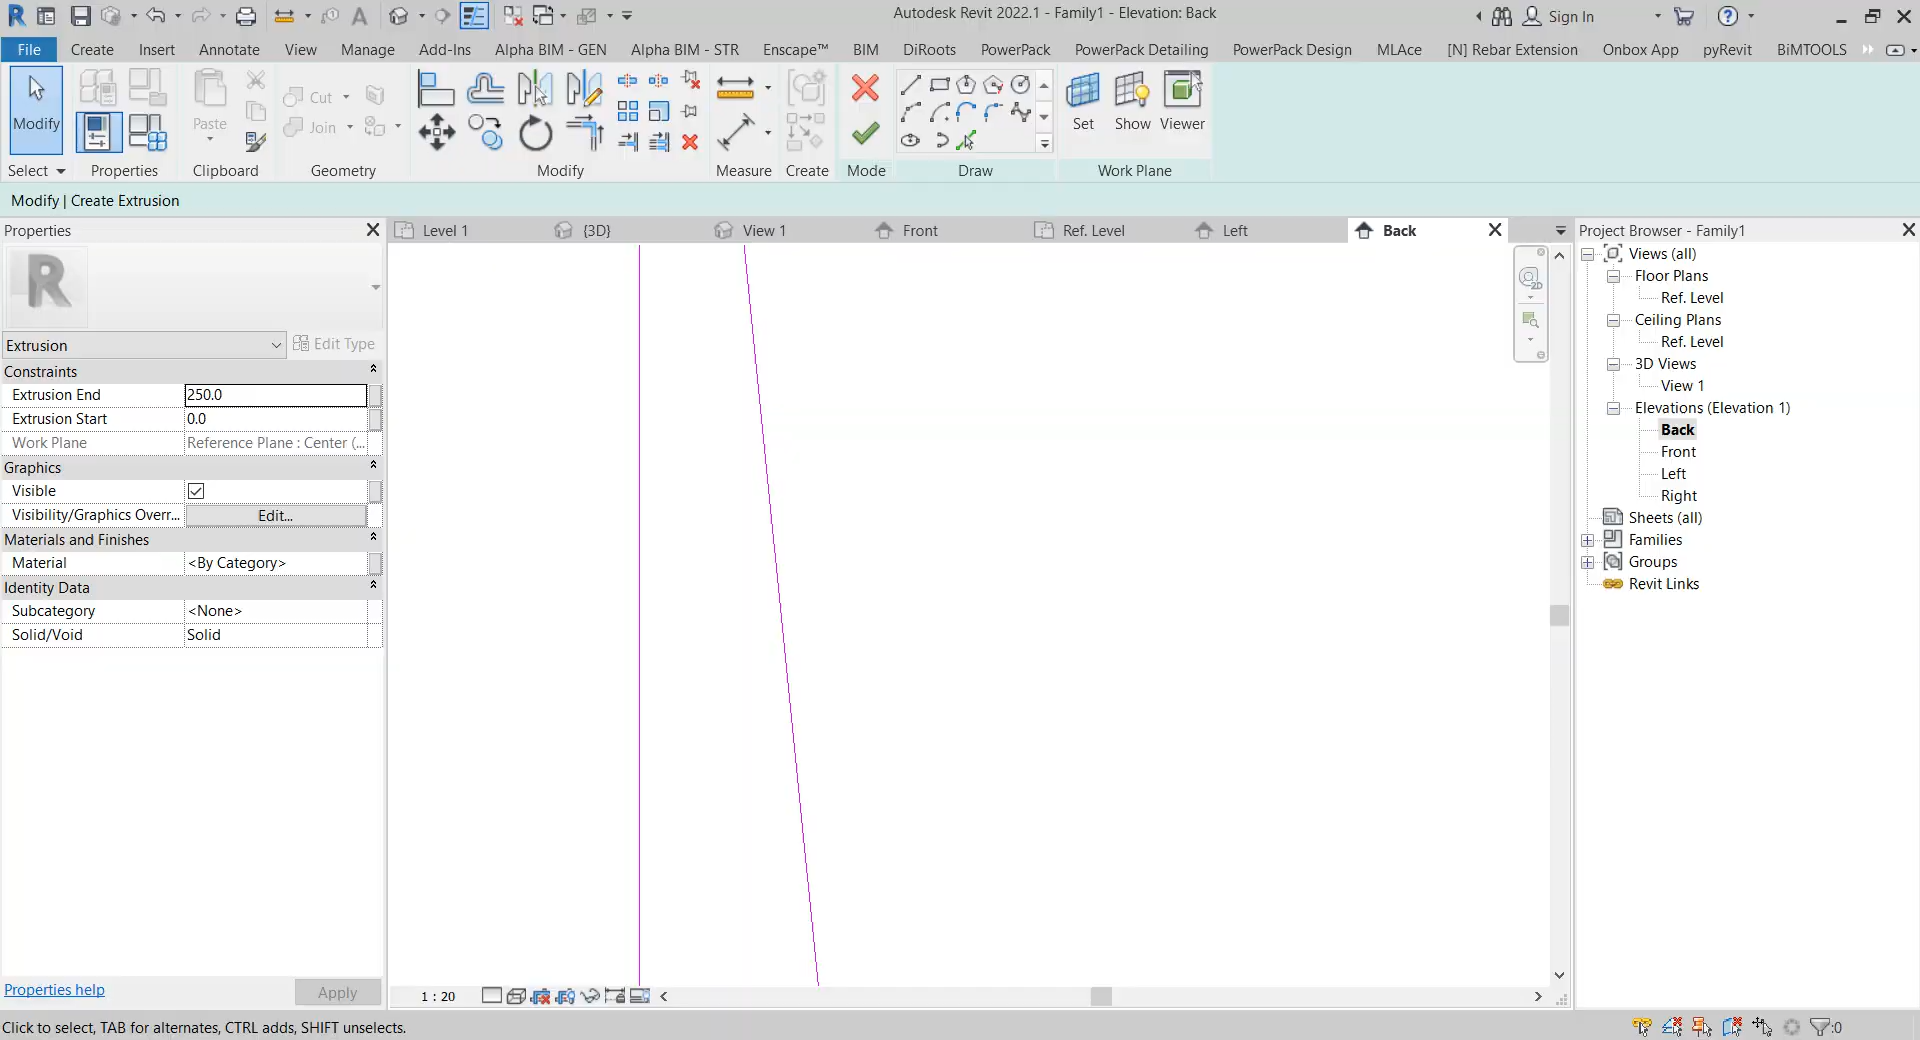 Autodesk Revit 2022.1 - Family1 - Elevation: Back
Sign In
File Create Insert Annotate View Manage Add-Ins Alpha BIM - GEN Alpha BIM - STR Enscape™ BIM DiRoots PowerPack PowerPack Detailing PowerPack Design MLAce [N] Rebar Extension Onbox App pyRevit BiMTOOLS
Modify
Paste
Cut
Join
Set Show Viewer
Select Properties Clipboard Geometry Modify Measure Create Mode Draw Work Plane
Modify | Create Extrusion
Properties
R
Extrusion
Edit Type
Constraints
Extrusion End 250.0
Extrusion Start 0.0
Work Plane Reference Plane : Center (...
Graphics
Visible
Visibility/Graphics Overr... Edit...
Materials and Finishes
Material <By Category>
Identity Data
Subcategory <None>
Solid/Void Solid
Properties help
Apply
Level 1 {3D} View 1 Front Ref. Level Left Back
2D
1 : 20
Project Browser - Family1
Views (all)
Floor Plans
Ref. Level
Ceiling Plans
Ref. Level
3D Views
View 1
Elevations (Elevation 1)
Back
Front
Left
Right
Sheets (all)
Families
Groups
Revit Links
Click to select, TAB for alternates, CTRL adds, SHIFT unselects.
:0